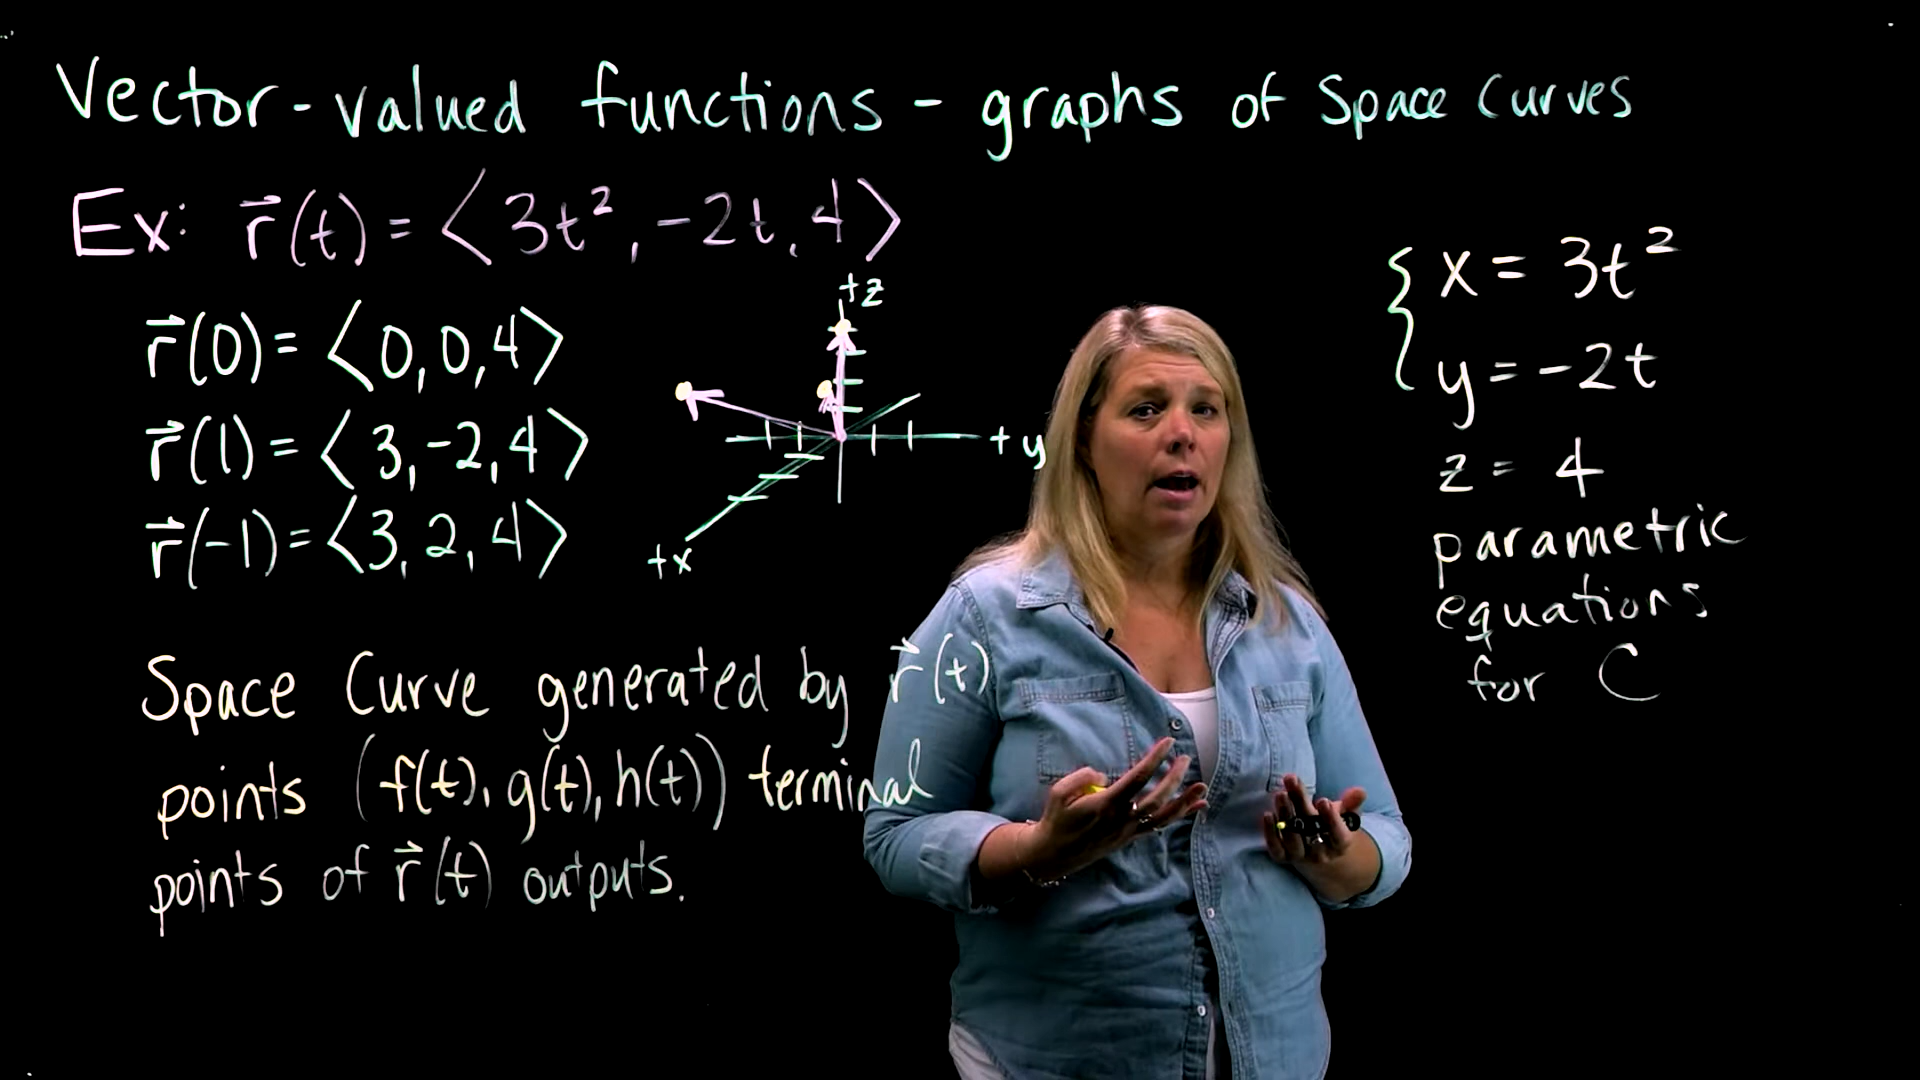 Vector-valued functions - graphs of Space Curves
Ex: r⃗(t) = ⟨3t², -2t, 4⟩
r⃗(0) = ⟨0, 0, 4⟩
r⃗(1) = ⟨3, -2, 4⟩
r⃗(-1) = ⟨3, 2, 4⟩
+z
+y
+x
{ x = 3t²
y = -2t
z = 4
parametric
equations
for C
Space Curve generated by r⃗(t)
points (f(t), g(t), h(t)) terminal
points of r⃗(t) outputs.